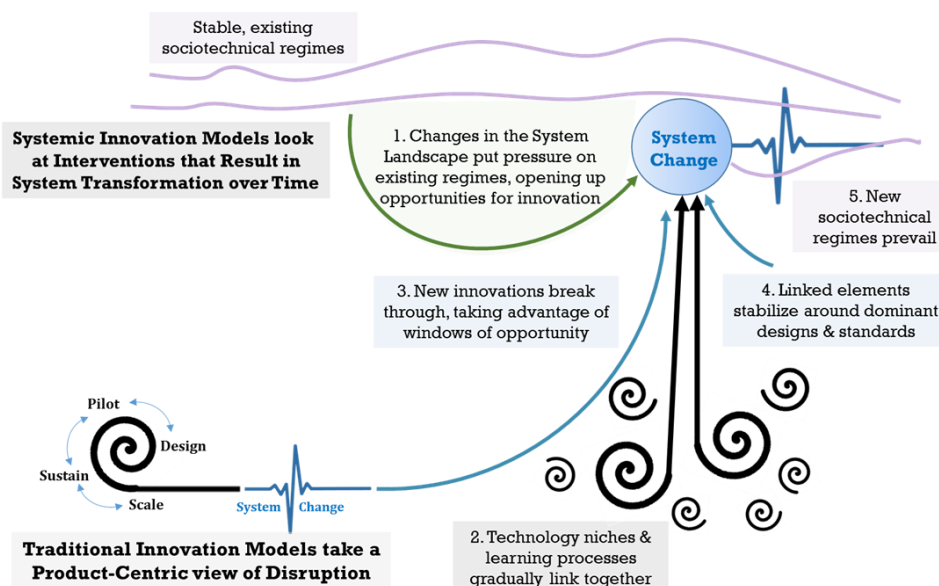 Stable, existing
sociotechnical regimes
Systemic Innovation Models look
at Interventions that Result in
System Transformation over Time
1. Changes in the System
Landscape put pressure on
existing regimes, opening up
opportunities for innovation
System
Change
5. New
sociotechnical
regimes prevail
3. New innovations break
through, taking advantage of
windows of opportunity
4. Linked elements
stabilize around dominant
designs & standards
Pilot
Design
Sustain
Scale
System Change
Traditional Innovation Models take a
Product-Centric view of Disruption
2. Technology niches &
learning processes
gradually link together